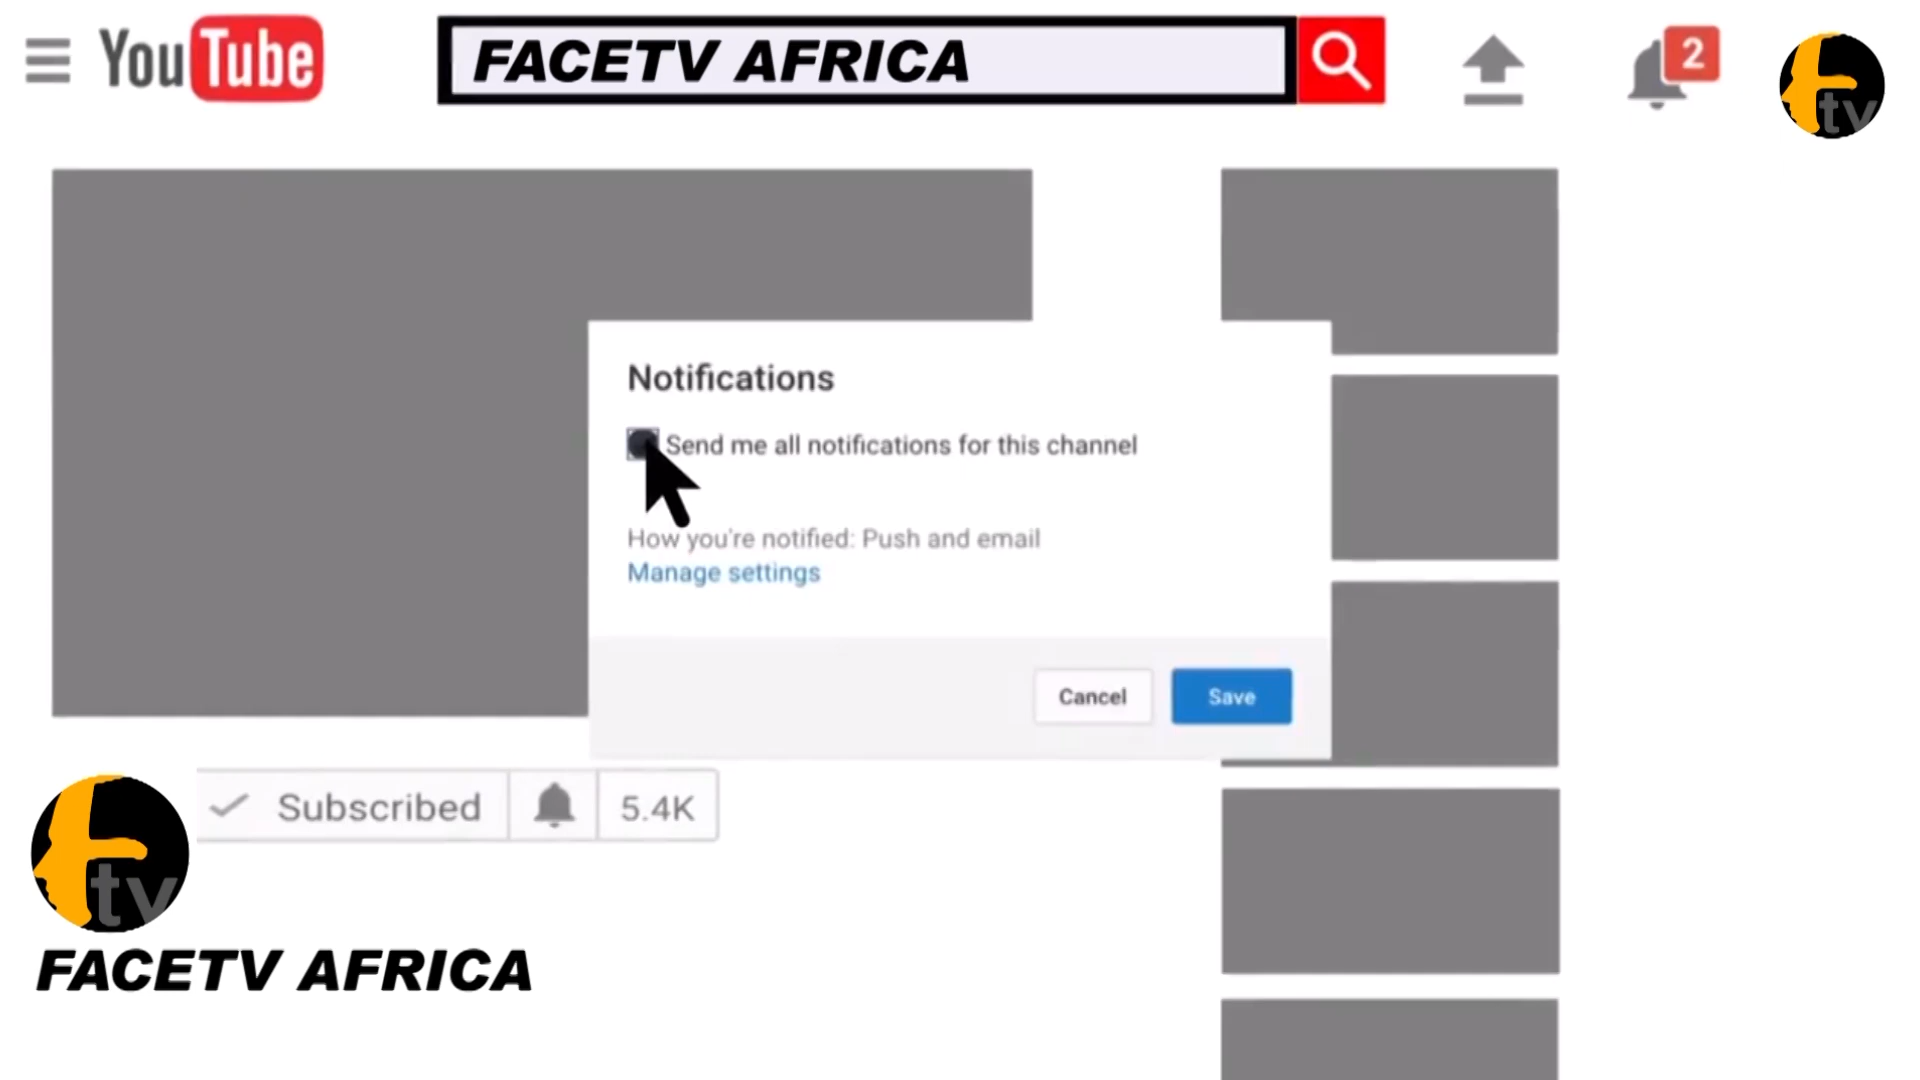 YouTube
FACETV AFRICA
2
tv
Notifications
Send me all notifications for this channel
How you're notified: Push and email
Manage settings
Cancel
Save
Subscribed
5.4K
tv
FACETV AFRICA